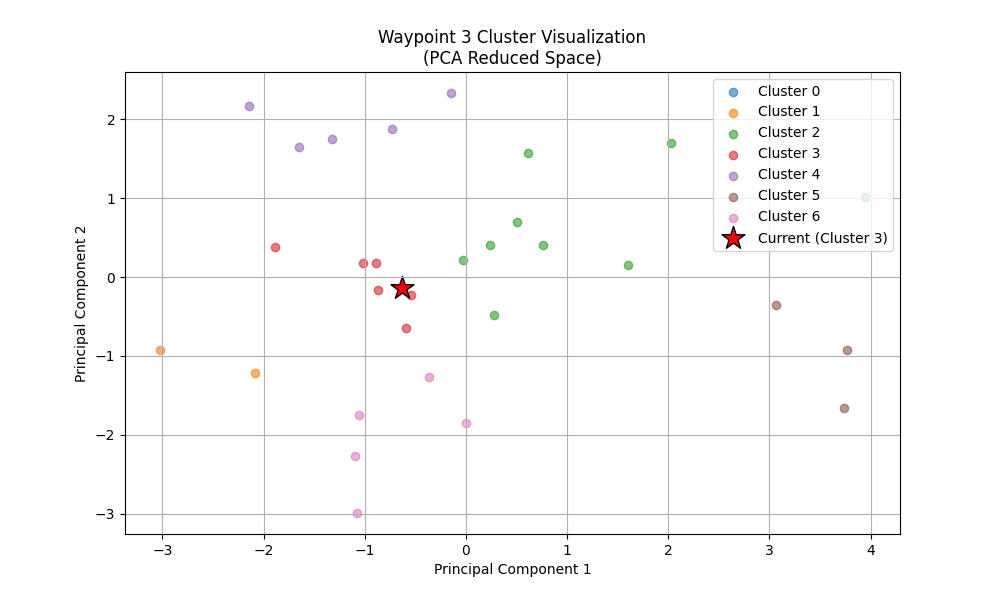 Waypoint 3 Cluster Visualization
(PCA Reduced Space)
Cluster 0
Cluster 1
Cluster 2
Cluster 3
Cluster 4
Cluster 5
Cluster 6
Current (Cluster 3)
Principal Component 2
2
1
0
−1
−2
−3
−3 −2 −1 0 1 2 3 4
Principal Component 1